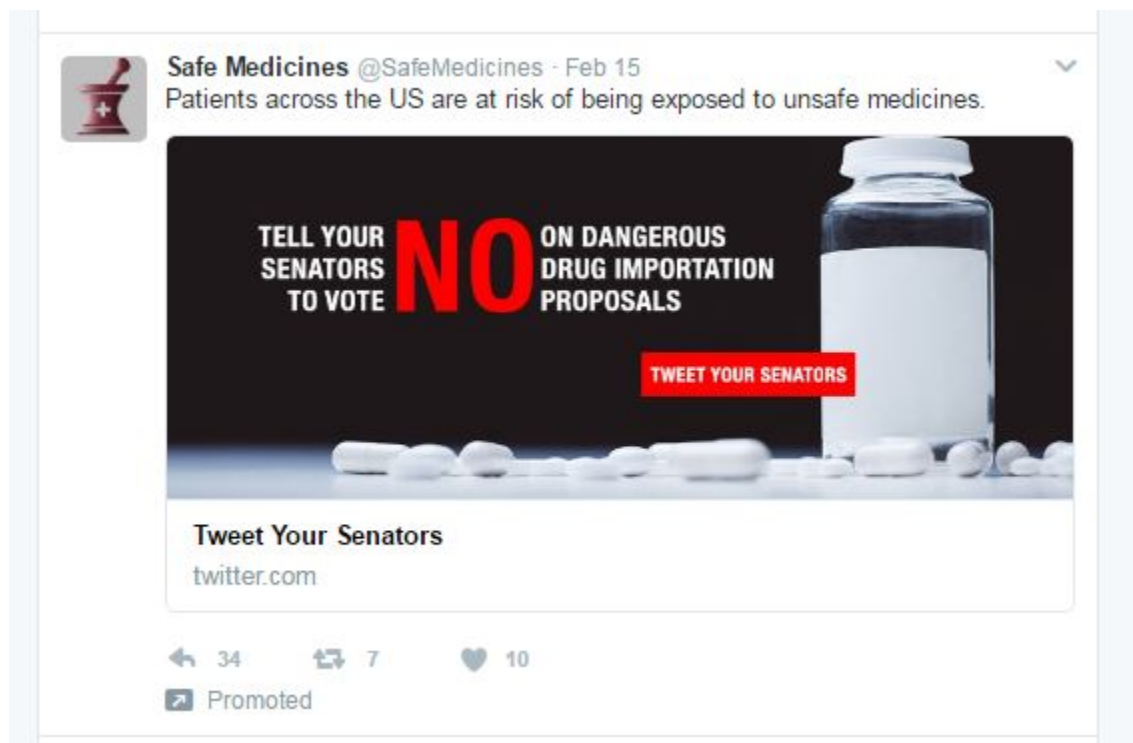 Safe Medicines @SafeMedicines · Feb 15
Patients across the US are at risk of being exposed to unsafe medicines.
TELL YOUR
SENATORS
TO VOTE
NO
ON DANGEROUS
DRUG IMPORTATION
PROPOSALS
TWEET YOUR SENATORS
Tweet Your Senators
twitter.com
34 7 10
Promoted